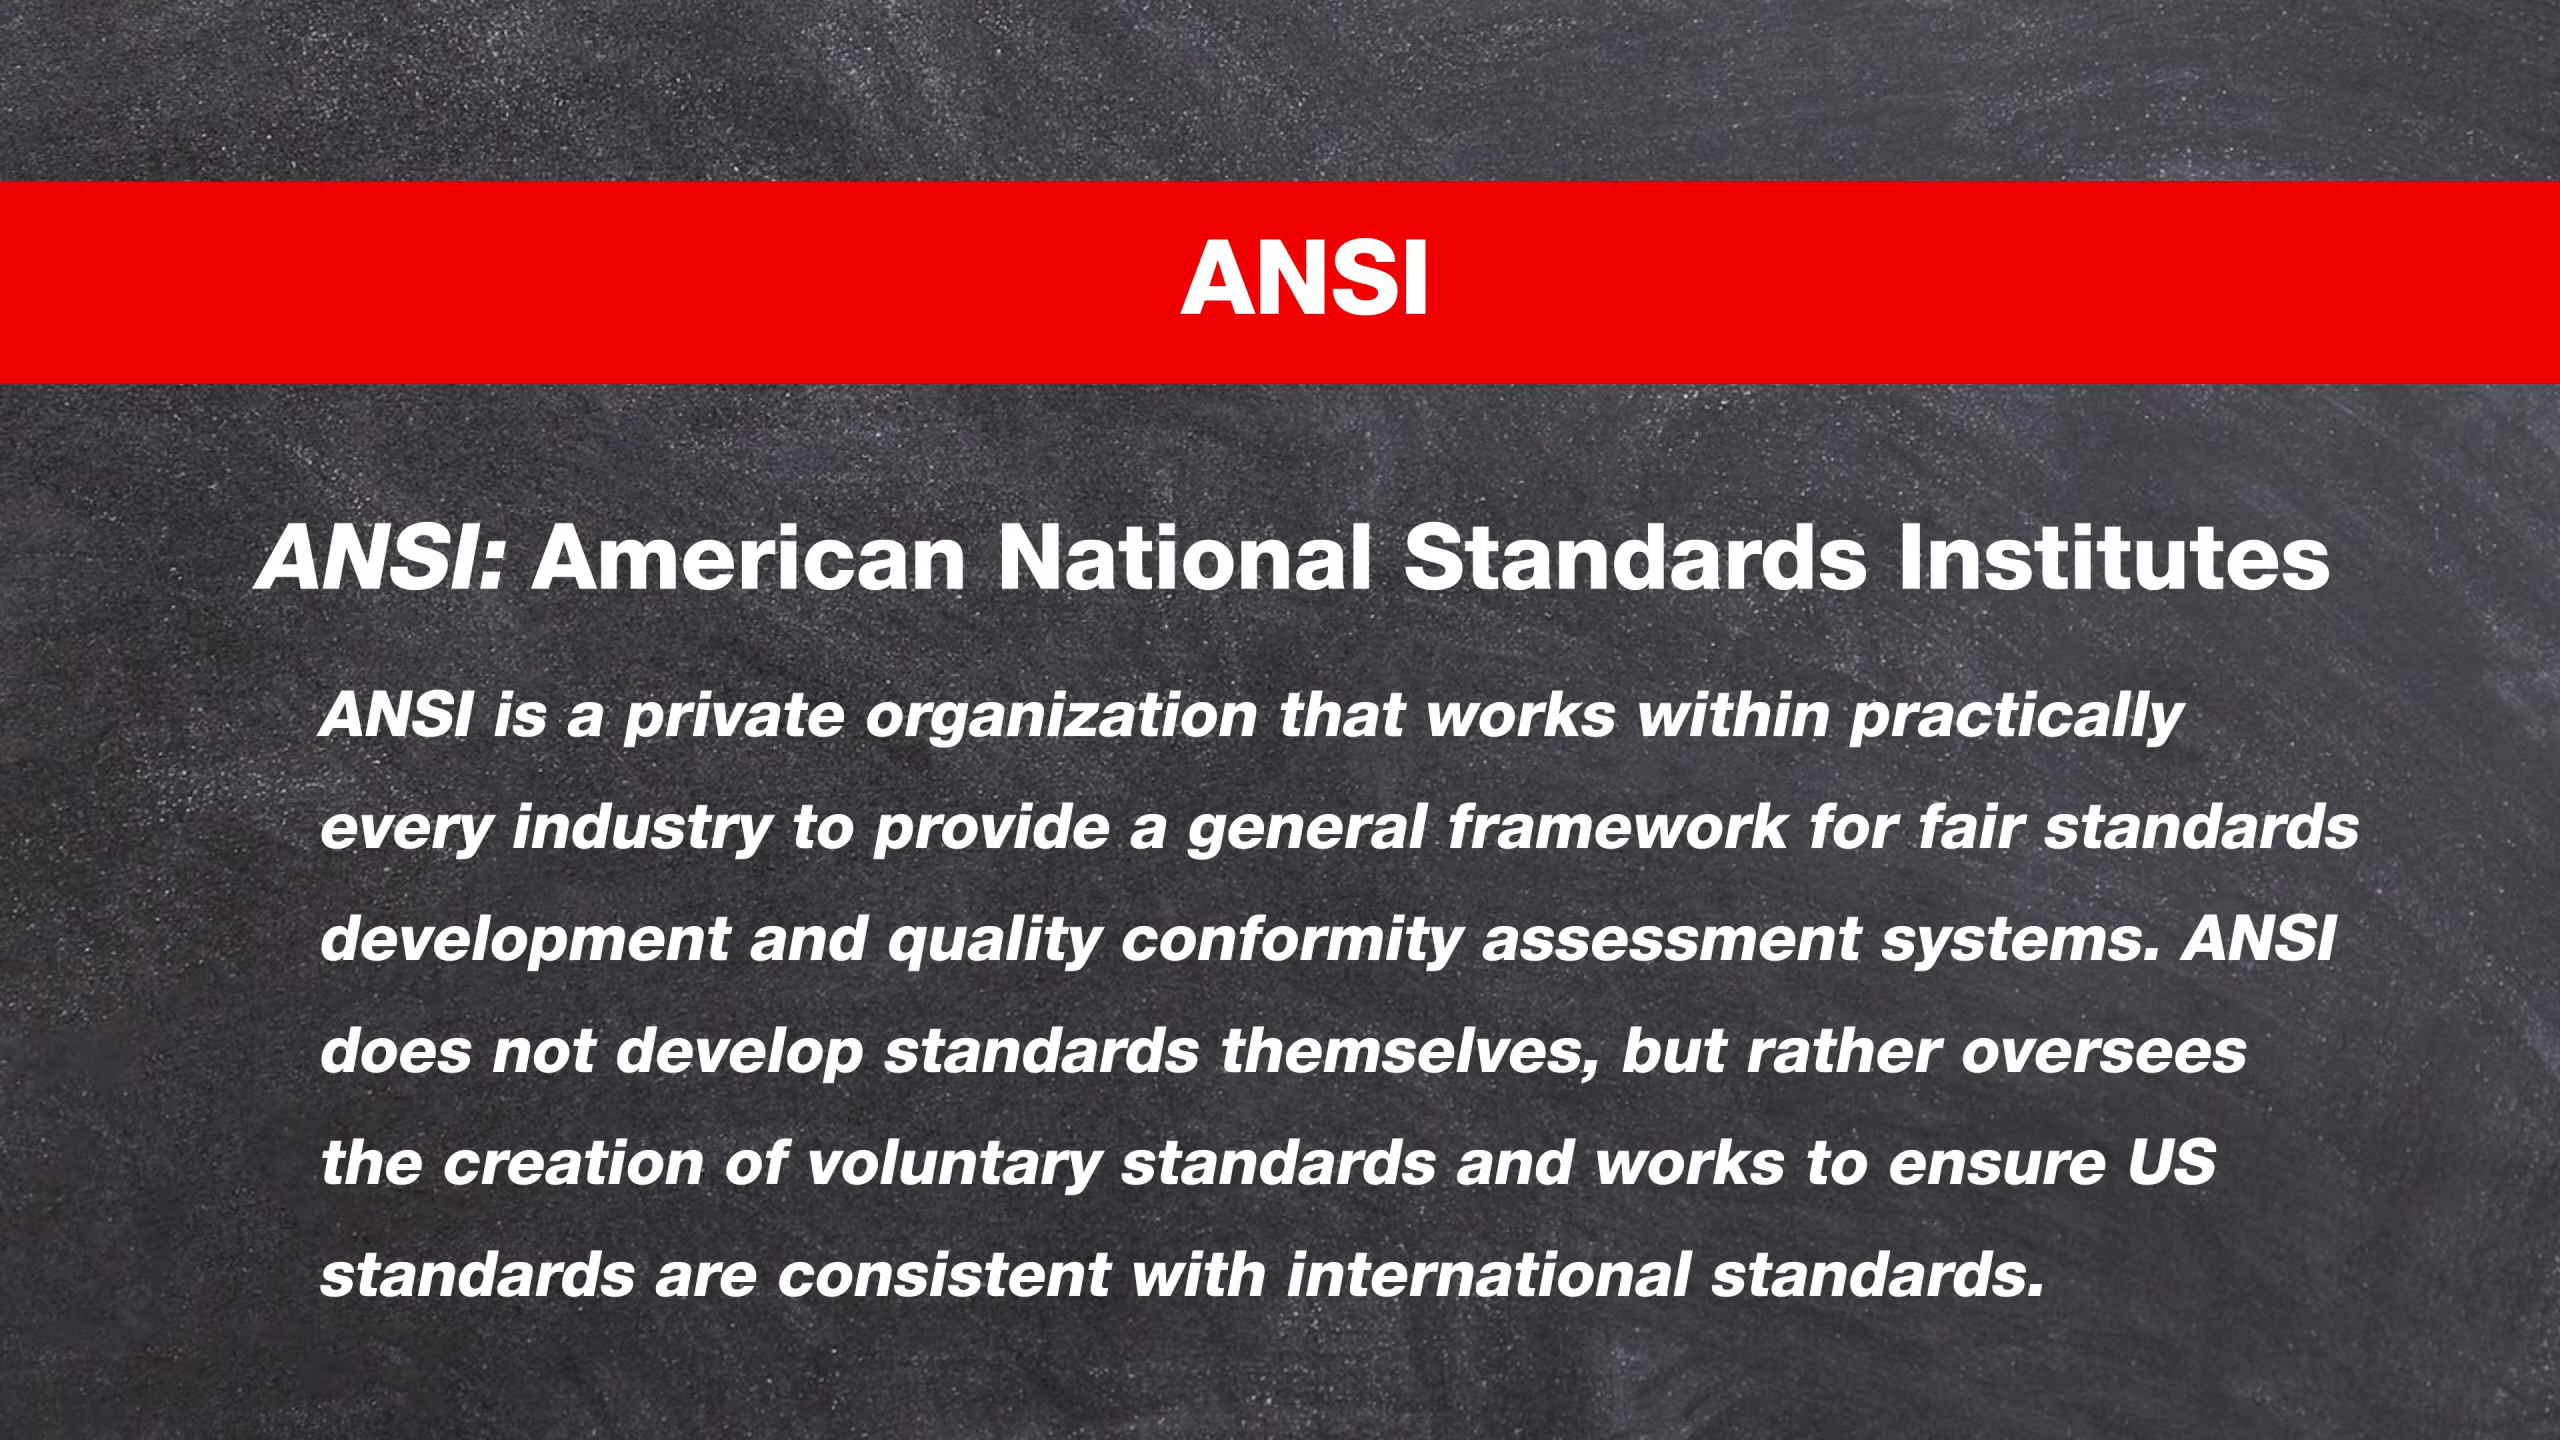 ANSI
ANSI: American National Standards Institutes
ANSI is a private organization that works within practically
every industry to provide a general framework for fair standards
development and quality conformity assessment systems. ANSI
does not develop standards themselves, but rather oversees
the creation of voluntary standards and works to ensure US
standards are consistent with international standards.